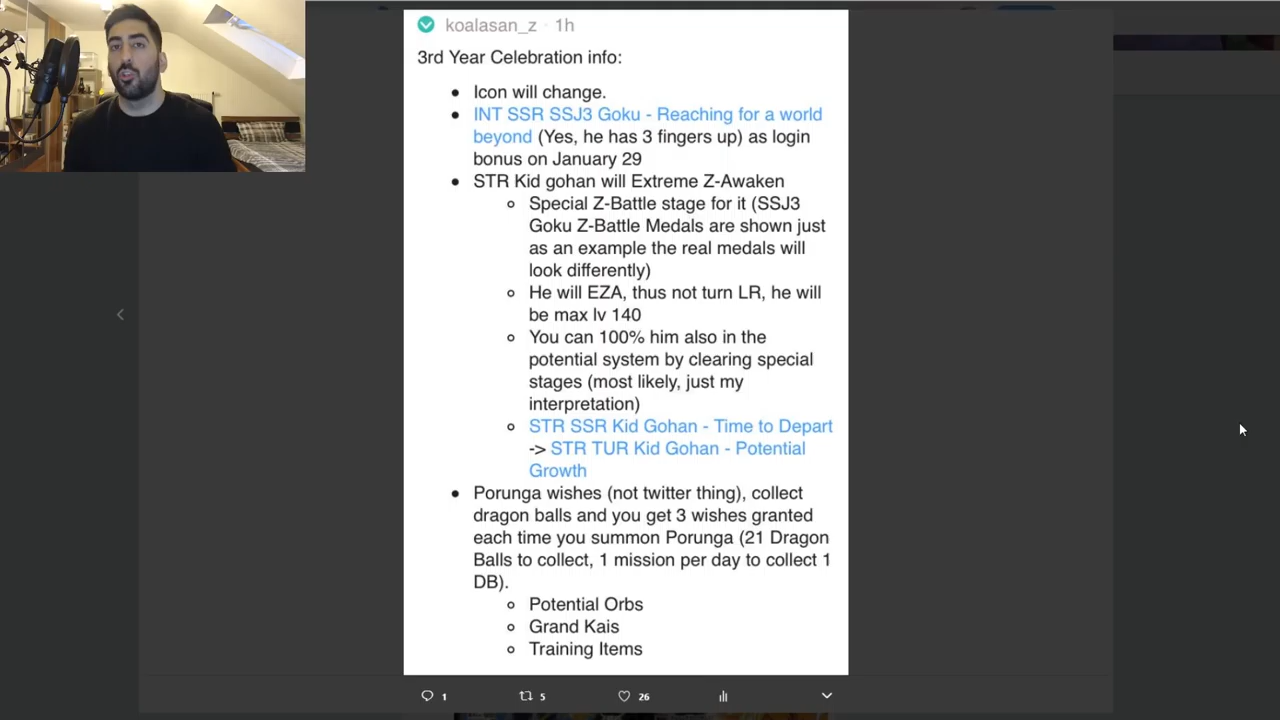 koalasan_z · 1h
3rd Year Celebration info:
• Icon will change.
• INT SSR SSJ3 Goku - Reaching for a world
beyond (Yes, he has 3 fingers up) as login
bonus on January 29
• STR Kid gohan will Extreme Z-Awaken
○ Special Z-Battle stage for it (SSJ3
Goku Z-Battle Medals are shown just
as an example the real medals will
look differently)
○ He will EZA, thus not turn LR, he will
be max lv 140
○ You can 100% him also in the
potential system by clearing special
stages (most likely, just my
interpretation)
○ STR SSR Kid Gohan - Time to Depart
-> STR TUR Kid Gohan - Potential
Growth
• Porunga wishes (not twitter thing), collect
dragon balls and you get 3 wishes granted
each time you summon Porunga (21 Dragon
Balls to collect, 1 mission per day to collect 1
DB).
○ Potential Orbs
○ Grand Kais
○ Training Items
1 5 26